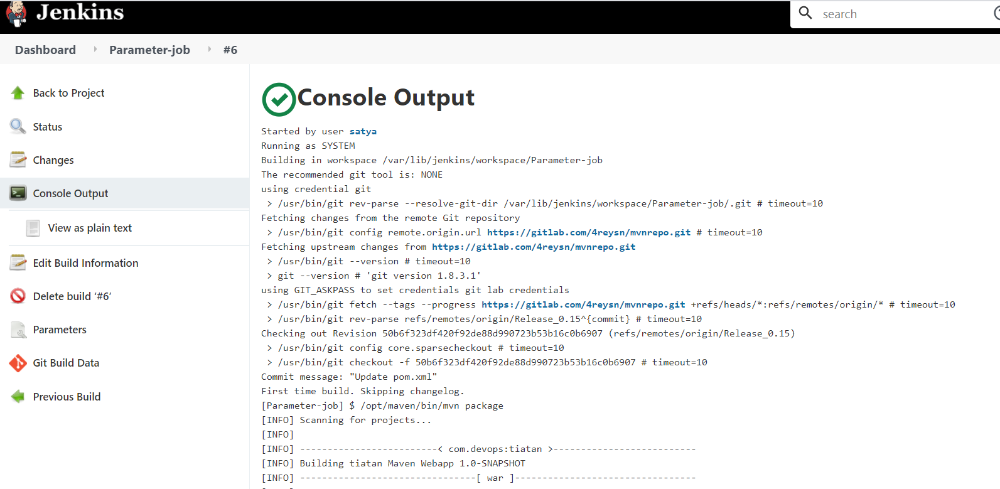 Jenkins
search
Dashboard
Parameter-job
#6
Back to Project
Status
Changes
Console Output
View as plain text
Edit Build Information
Delete build ‘#6’
Parameters
Git Build Data
Previous Build
Console Output
Started by user satya
Running as SYSTEM
Building in workspace /var/lib/jenkins/workspace/Parameter-job
The recommended git tool is: NONE
using credential git
> /usr/bin/git rev-parse --resolve-git-dir /var/lib/jenkins/workspace/Parameter-job/.git # timeout=10
Fetching changes from the remote Git repository
> /usr/bin/git config remote.origin.url https://gitlab.com/4reysn/mvnrepo.git # timeout=10
Fetching upstream changes from https://gitlab.com/4reysn/mvnrepo.git
> /usr/bin/git --version # timeout=10
> git --version # 'git version 1.8.3.1'
using GIT_ASKPASS to set credentials git lab credentials
> /usr/bin/git fetch --tags --progress https://gitlab.com/4reysn/mvnrepo.git +refs/heads/*:refs/remotes/origin/* # timeout=10
> /usr/bin/git rev-parse refs/remotes/origin/Release_0.15^{commit} # timeout=10
Checking out Revision 50b6f323df420f92de88d990723b53b16c0b6907 (refs/remotes/origin/Release_0.15)
> /usr/bin/git config core.sparsecheckout # timeout=10
> /usr/bin/git checkout -f 50b6f323df420f92de88d990723b53b16c0b6907 # timeout=10
Commit message: "Update pom.xml"
First time build. Skipping changelog.
[Parameter-job] $ /opt/maven/bin/mvn package
[INFO] Scanning for projects...
[INFO]
[INFO] -------------------------< com.devops:tiatan >--------------------------
[INFO] Building tiatan Maven Webapp 1.0-SNAPSHOT
[INFO] --------------------------------[ war ]---------------------------------